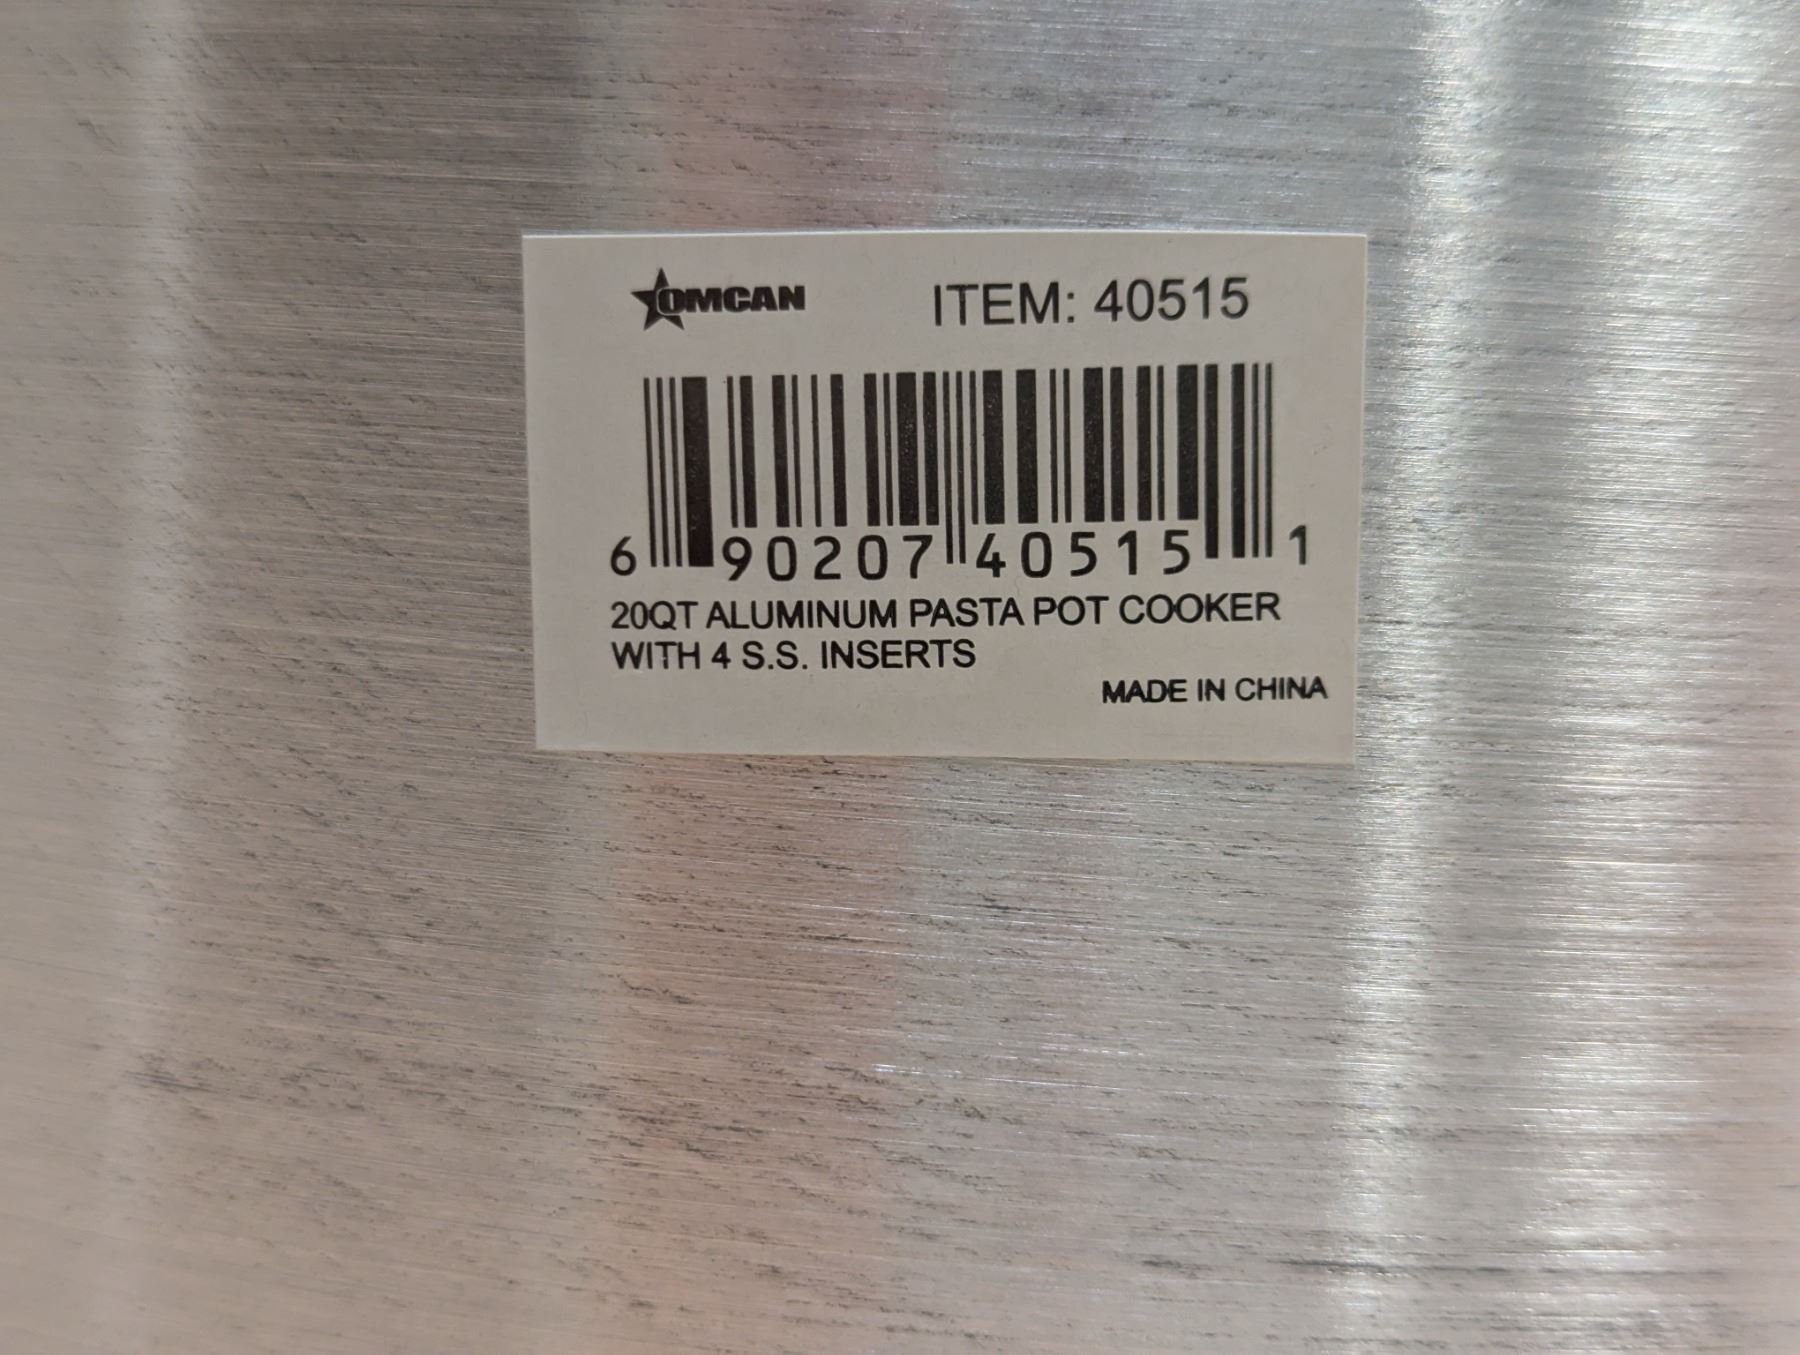 OMCAN
ITEM: 40515
6 90207 40515 1
20QT ALUMINUM PASTA POT COOKER
WITH 4 S.S. INSERTS
MADE IN CHINA